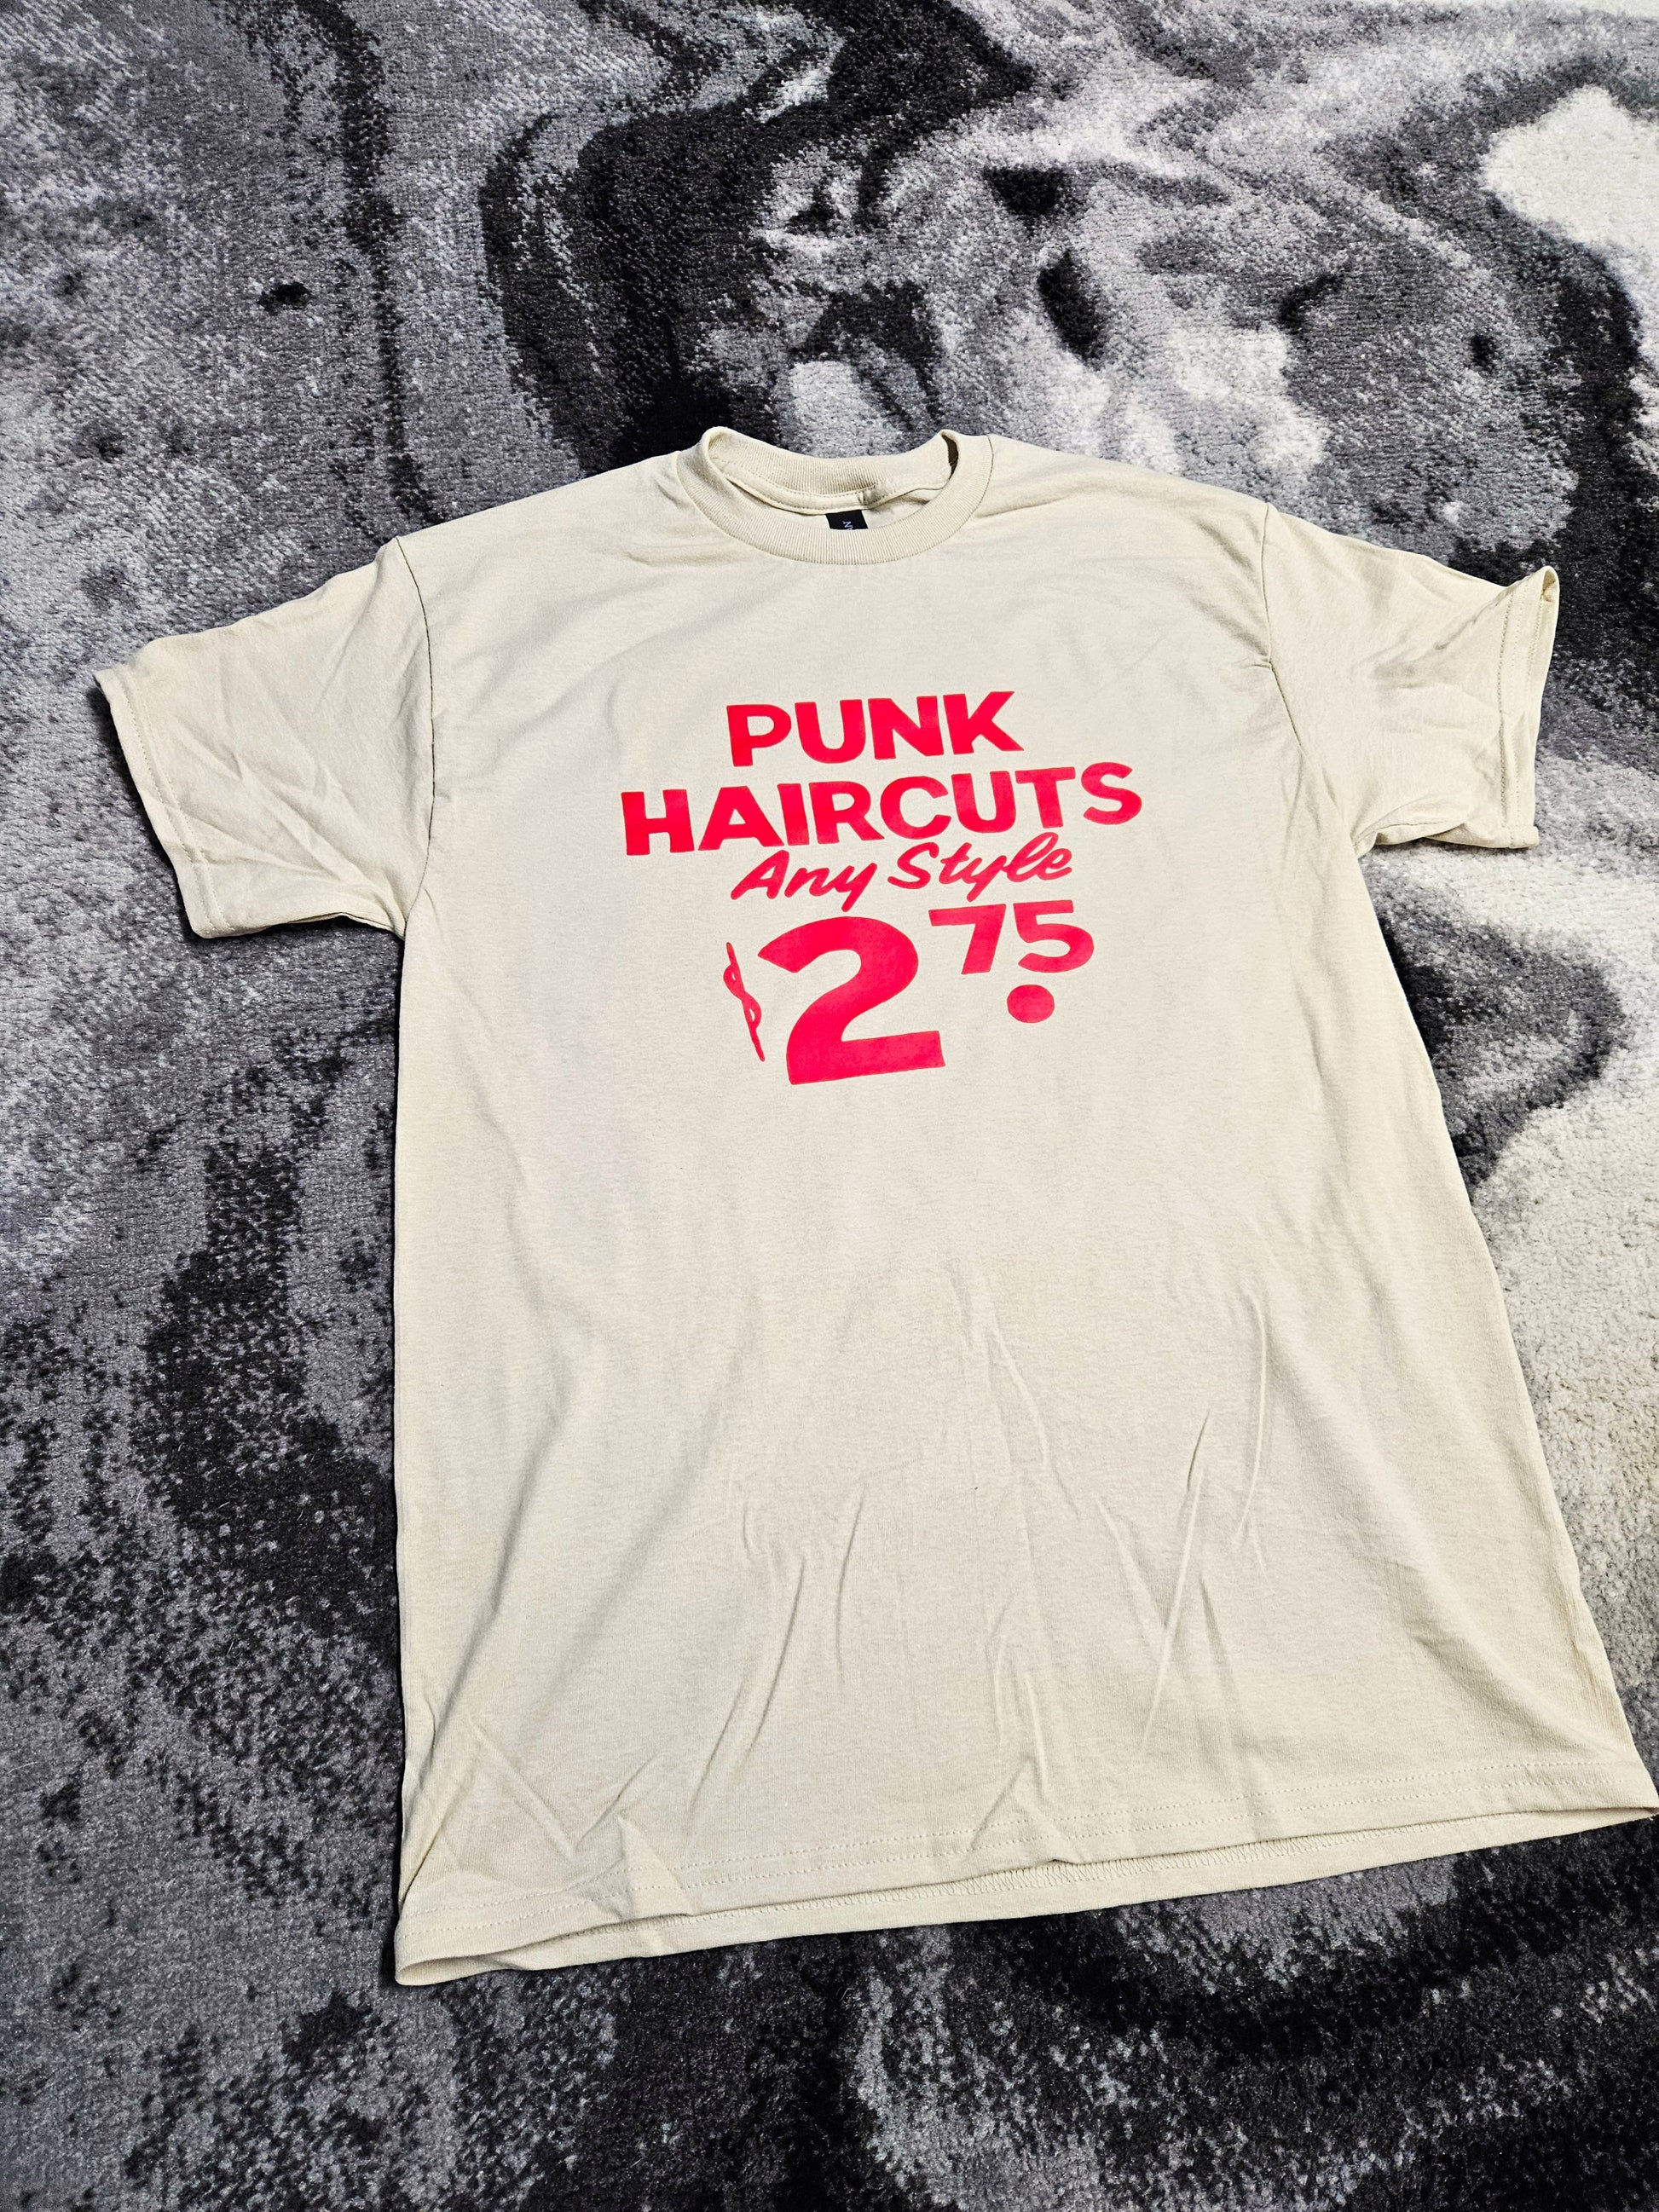 PUNK
HAIRCUTS
Any Style
$2.75